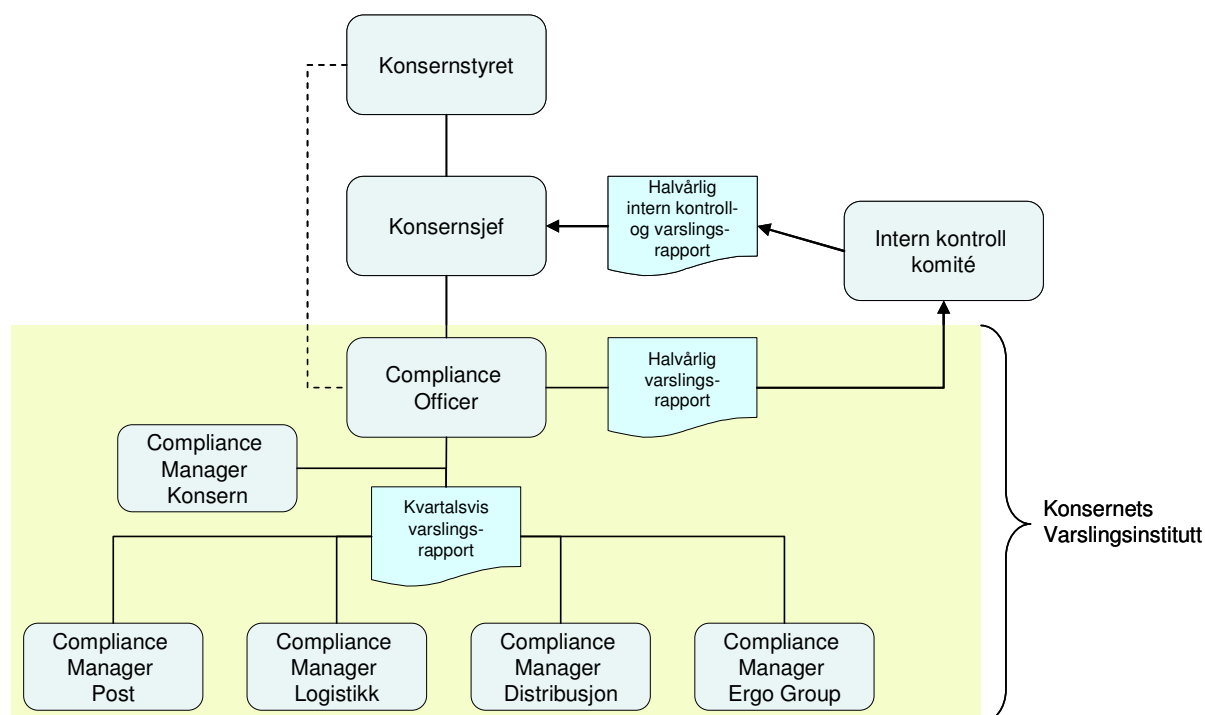 Konsernstyret
Konsernsjef
Halvårlig
intern kontroll-
og varslings-
rapport
Intern kontroll
komité
Compliance
Officer
Halvårlig
varslings-
rapport
Compliance
Manager
Konsern
Kvartalsvis
varslings-
rapport
Konsernets
Varslingsinstitutt
Compliance
Manager
Post
Compliance
Manager
Logistikk
Compliance
Manager
Distribusjon
Compliance
Manager
Ergo Group